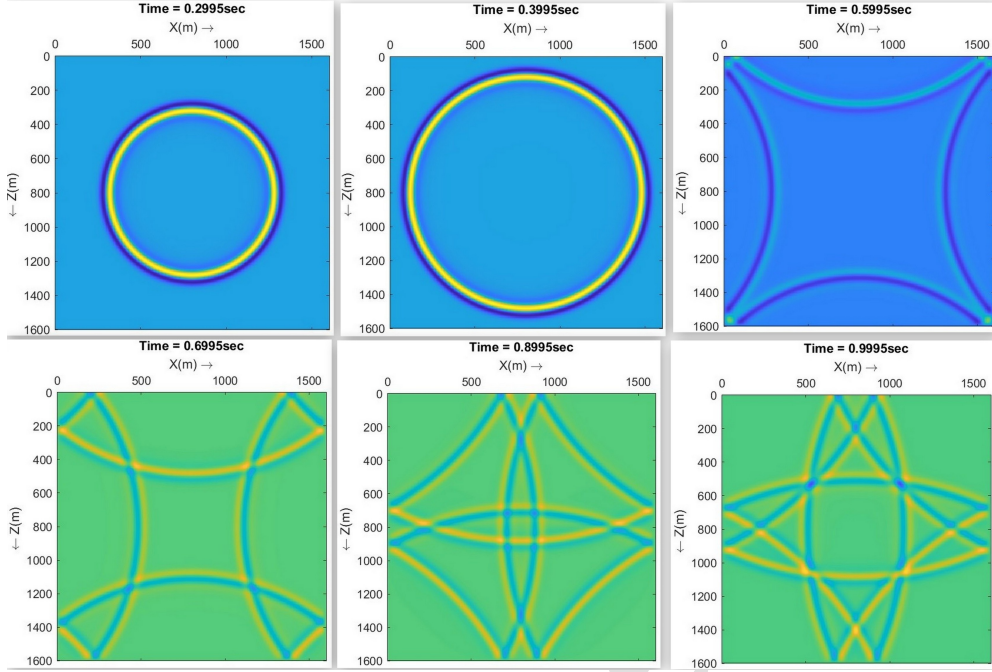 Time = 0.2995sec
X(m) →
0 500 1000 1500
0
200
400
600
800
1000
1200
1400
1600
← Z(m)
Time = 0.3995sec
X(m) →
0 500 1000 1500
0
200
400
600
800
1000
1200
1400
1600
← Z(m)
Time = 0.5995sec
X(m) →
0 500 1000 1500
0
200
400
600
800
1000
1200
1400
1600
← Z(m)
Time = 0.6995sec
X(m) →
0 500 1000 1500
0
200
400
600
800
1000
1200
1400
1600
← Z(m)
Time = 0.8995sec
X(m) →
0 500 1000 1500
0
200
400
600
800
1000
1200
1400
1600
← Z(m)
Time = 0.9995sec
X(m) →
0 500 1000 1500
0
200
400
600
800
1000
1200
1400
1600
← Z(m)